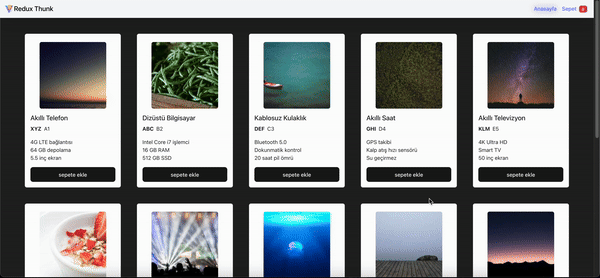 Redux Thunk
Anasayfa Sepet
Akıllı Telefon
XYZ A1
4G LTE bağlantısı
64 GB depolama
5.5 inç ekran
sepete ekle
Dizüstü Bilgisayar
ABC B2
Intel Core i7 işlemci
16 GB RAM
512 GB SSD
sepete ekle
Kablosuz Kulaklık
DEF C3
Bluetooth 5.0
Dokunmatik kontrol
20 saat pil ömrü
sepete ekle
Akıllı Saat
GHI D4
GPS takibi
Kalp atış hızı sensörü
Su geçirmez
sepete ekle
Akıllı Televizyon
KLM E5
4K Ultra HD
Smart TV
50 inç ekran
sepete ekle